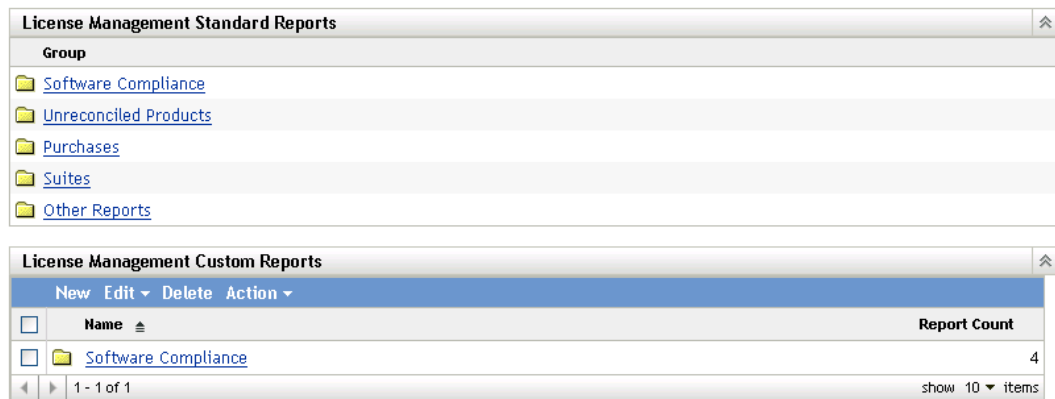 License Management Standard Reports
Group
Software Compliance
Unreconciled Products
Purchases
Suites
Other Reports
License Management Custom Reports
New Edit Delete Action
Name Report Count
Software Compliance 4
1 - 1 of 1 show 10 items